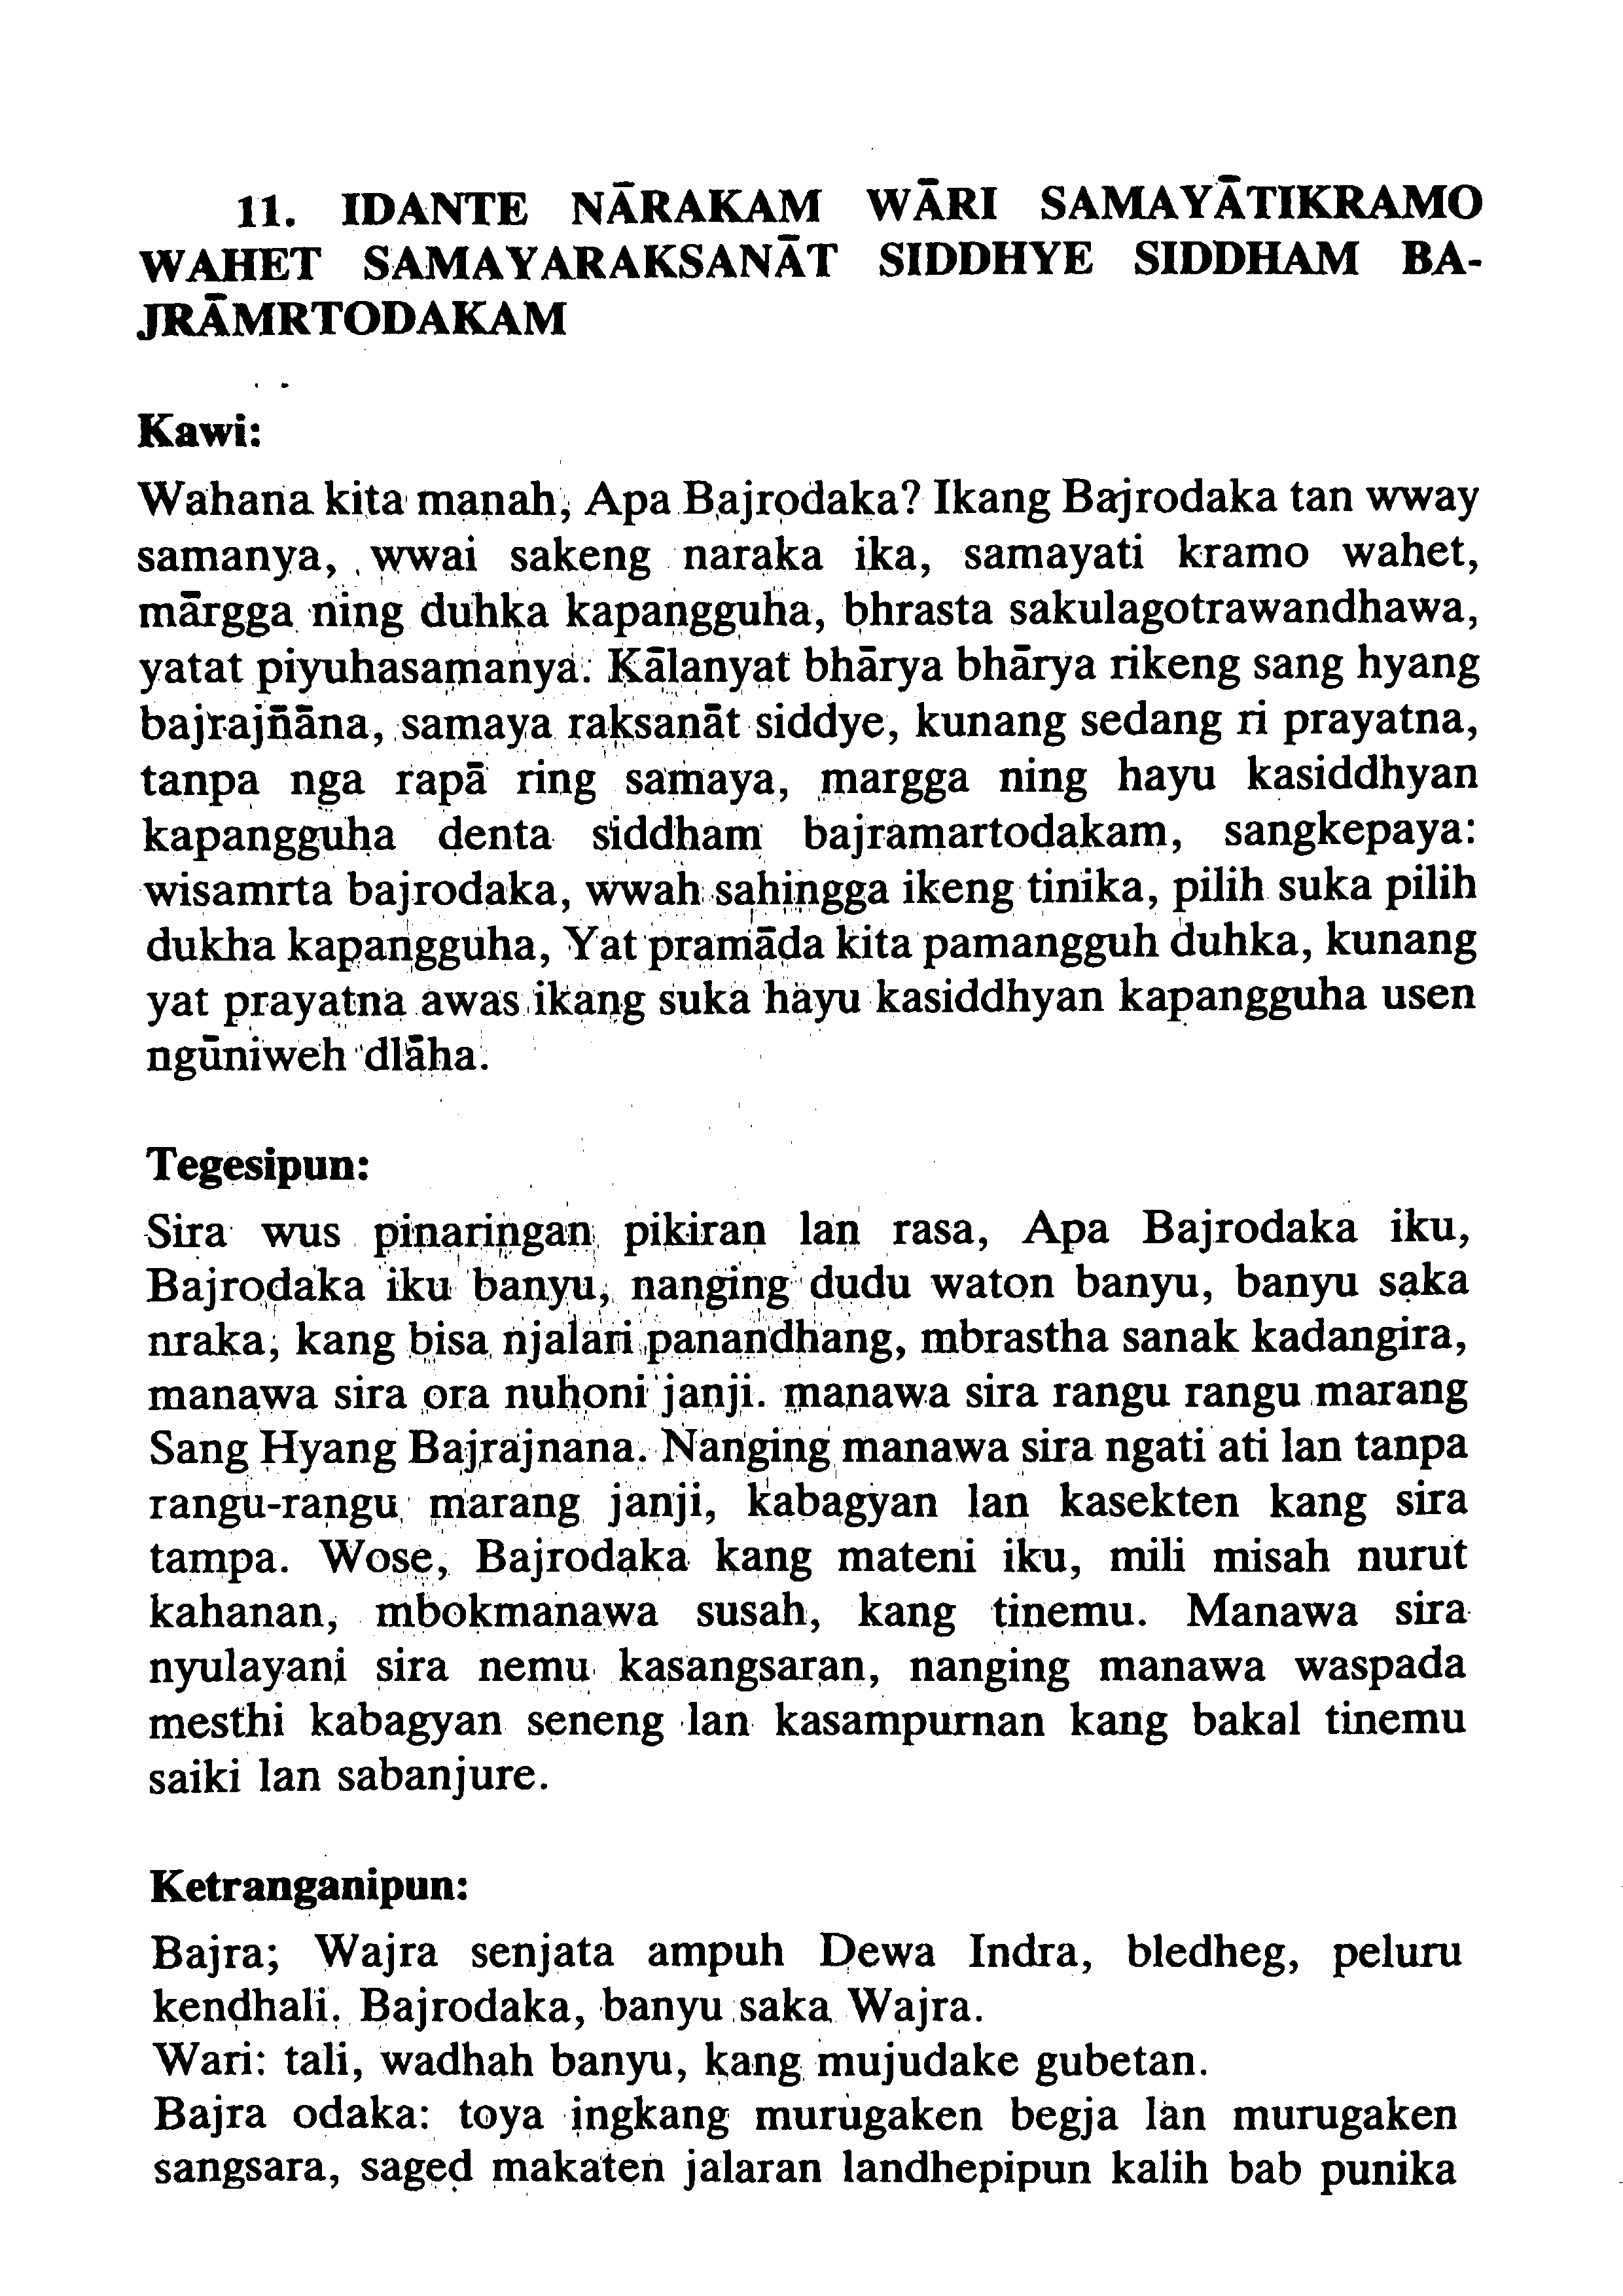 11. IDANTE NĀRAKAM WĀRI SAMAYĀTIKRAMO
WAHET SAMAYARAKSANĀT SIDDHYE SIDDHAM BA-
JRĀMRTODAKAM
Kawi:
Wahana kita manah, Apa Bajrodaka? Ikang Bajrodaka tan wway
samanya, wwai sakeng naraka ika, samayati kramo wahet,
mārgga ning duhka kapangguha, bhrasta sakulagotrawandhawa,
yatat piyuhasamanya. Kālanyat bhārya bhārya rikeng sang hyang
bajrajñāna, samaya raksanāt siddye, kunang sedang ri prayatna,
tanpa nga rapā ring samaya, margga ning hayu kasiddhyan
kapangguha denta siddham bajramartodakam, sangkepaya:
wisamrta bajrodaka, wwah sahingga ikeng tinika, pilih suka pilih
dukha kapangguha, Yat pramāda kita pamangguh duhka, kunang
yat prayatna awas ikang suka hayu kasiddhyan kapangguha usen
ngūniweh dlāha.
Tegesipun:
Sira wus pinaringan pikiran lan rasa, Apa Bajrodaka iku,
Bajrodaka iku banyu, nanging dudu waton banyu, banyu saka
nraka, kang bisa njalari panandhang, mbrastha sanak kadangira,
manawa sira ora nuhoni janji. manawa sira rangu rangu marang
Sang Hyang Bajrajnana. Nanging manawa sira ngati ati lan tanpa
rangu-rangu marang janji, kabagyan lan kasekten kang sira
tampa. Wose, Bajrodaka kang mateni iku, mili misah nurut
kahanan, mbokmanawa susah, kang tinemu. Manawa sira
nyulayani sira nemu kasangsaran, nanging manawa waspada
mesthi kabagyan seneng lan kasampurnan kang bakal tinemu
saiki lan sabanjure.
Ketranganipun:
Bajra; Wajra senjata ampuh Dewa Indra, bledheg, peluru
kendhali. Bajrodaka, banyu saka Wajra.
Wari: tali, wadhah banyu, kang mujudake gubetan.
Bajra odaka: toya ingkang murugaken begja lan murugaken
sangsara, saged makaten jalaran landhepipun kalih bab punika